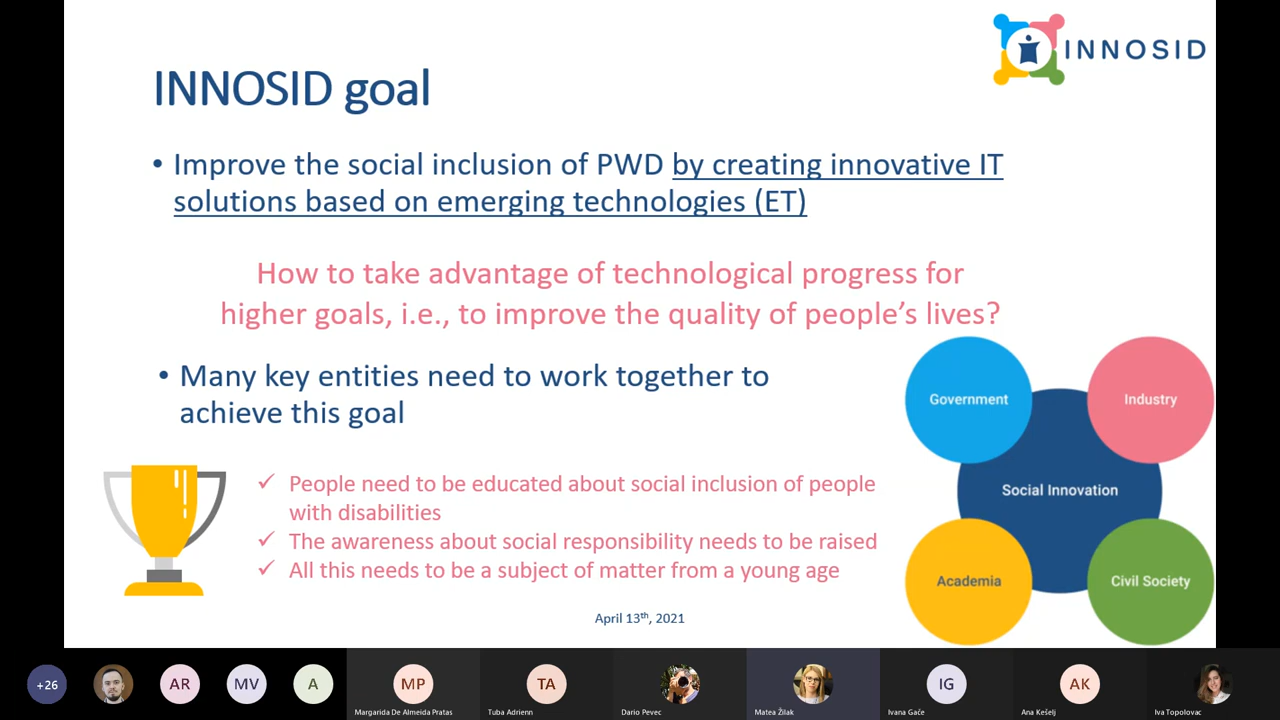 INNOSID
INNOSID goal
• Improve the social inclusion of PWD by creating innovative IT
solutions based on emerging technologies (ET)
How to take advantage of technological progress for
higher goals, i.e., to improve the quality of people's lives?
• Many key entities need to work together to
achieve this goal
Government
Industry
Social Innovation
Academia
Civil Society
✓ People need to be educated about social inclusion of people
with disabilities
✓ The awareness about social responsibility needs to be raised
✓ All this needs to be a subject of matter from a young age
April 13th, 2021
+26
AR
MV
A
MP
Margarida De Almeida Pratas
TA
Tuba Adrienn
Dario Pevec
Matea Žilak
IG
Ivana Gaće
AK
Ana Kešelj
Iva Topolovac